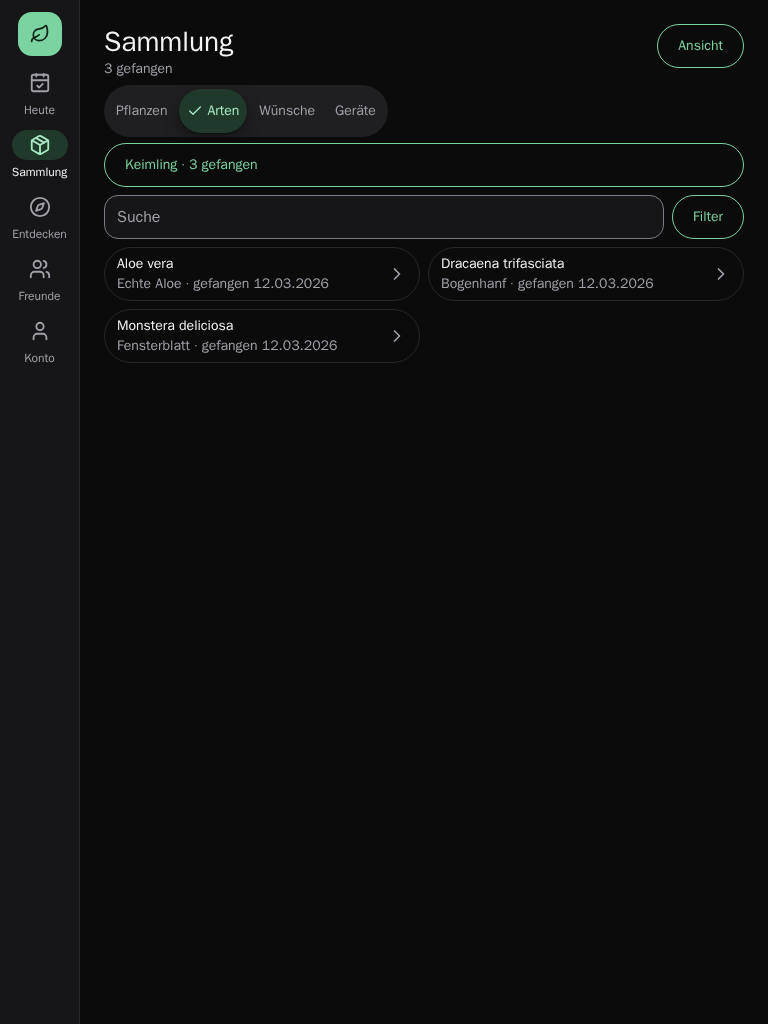 Sammlung
3 gefangen
Ansicht
Heute
Sammlung
Entdecken
Freunde
Konto
Pflanzen
Arten
Wünsche
Geräte
Keimling · 3 gefangen
Suche
Filter
Aloe vera
Echte Aloe · gefangen 12.03.2026
Dracaena trifasciata
Bogenhanf · gefangen 12.03.2026
Monstera deliciosa
Fensterblatt · gefangen 12.03.2026